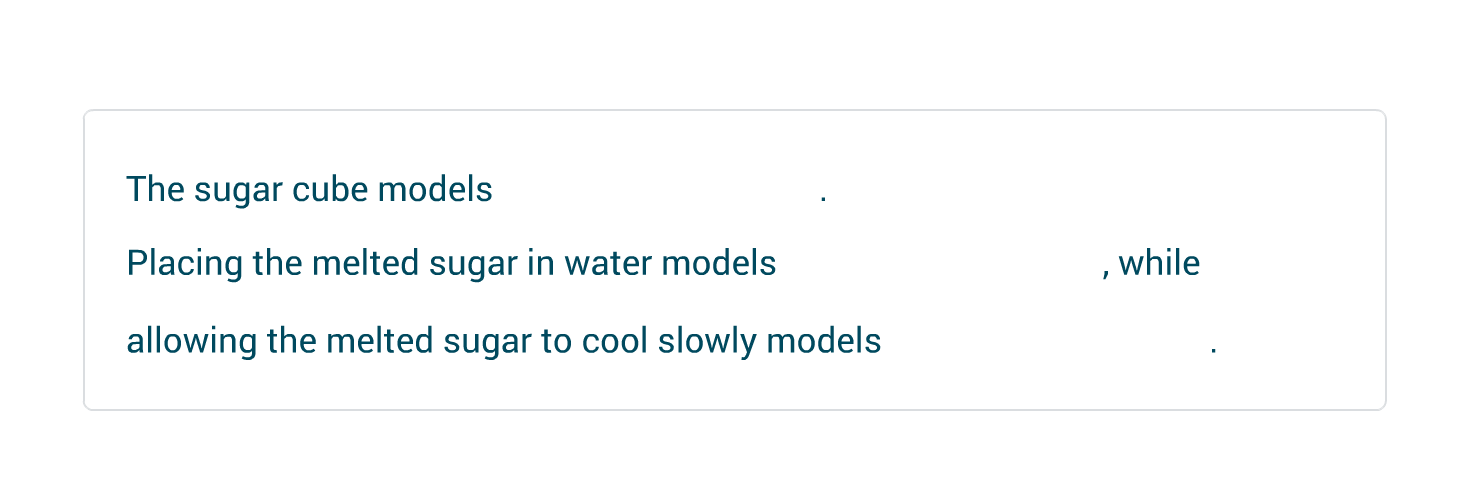 The sugar cube models .
Placing the melted sugar in water models , while
allowing the melted sugar to cool slowly models .